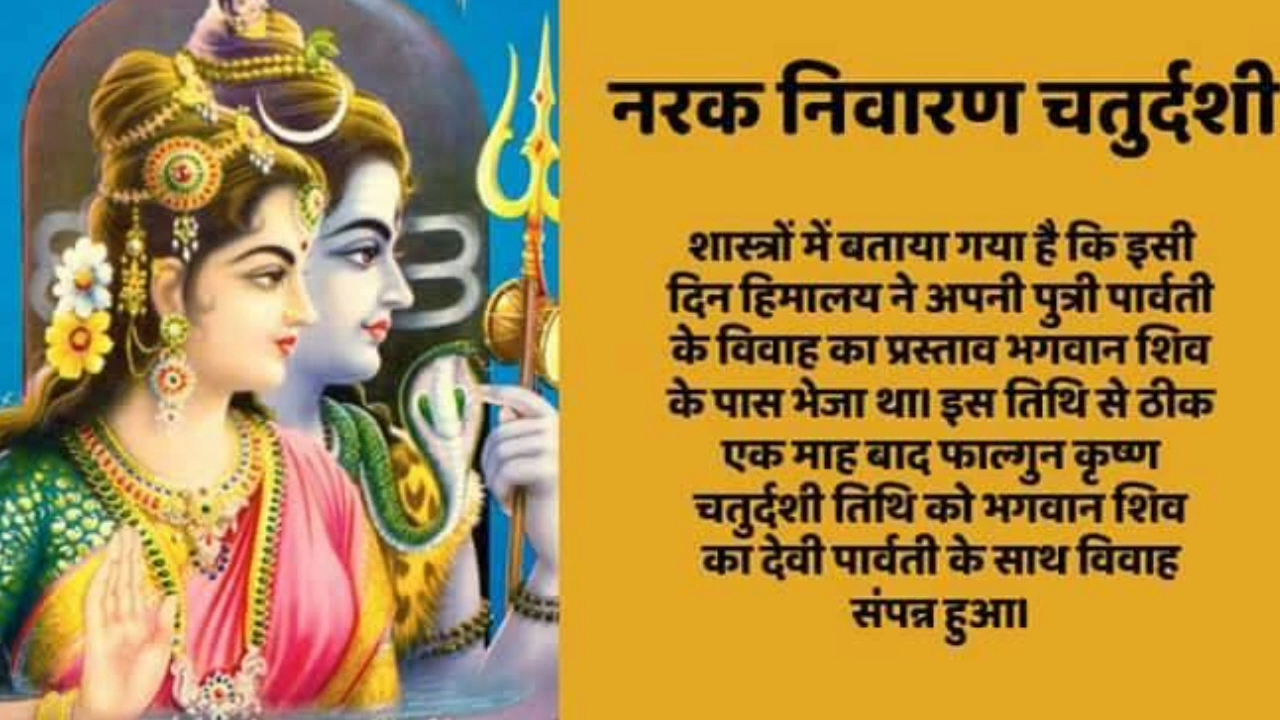 नरक निवारण चतुर्दशी
शास्त्रों में बताया गया है कि इसी
दिन हिमालय ने अपनी पुत्री पार्वती
के विवाह का प्रस्ताव भगवान शिव
के पास भेजा था। इस तिथि से ठीक
एक माह बाद फाल्गुन कृष्ण
चतुर्दशी तिथि को भगवान शिव
का देवी पार्वती के साथ विवाह
संपन्न हुआ।